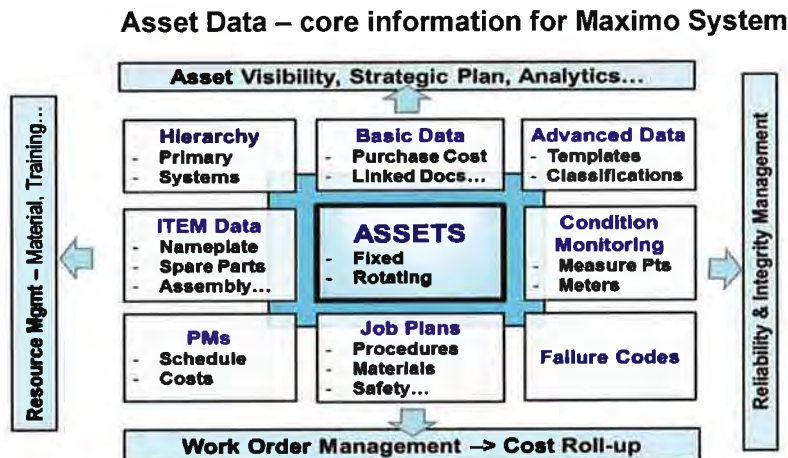 Asset Data – core information for Maximo System
Asset Visibility, Strategic Plan, Analytics...
Resource Mgmt – Material, Training...
Hierarchy
- Primary
- Systems
Basic Data
- Purchase Cost
- Linked Docs...
Advanced Data
- Templates
- Classifications
ITEM Data
- Nameplate
- Spare Parts
- Assembly...
ASSETS
- Fixed
- Rotating
Condition
Monitoring
- Measure Pts
- Meters
PMs
- Schedule
- Costs
Job Plans
- Procedures
- Materials
- Safety...
Failure Codes
Reliability & Integrity Management
Work Order Management –> Cost Roll-up